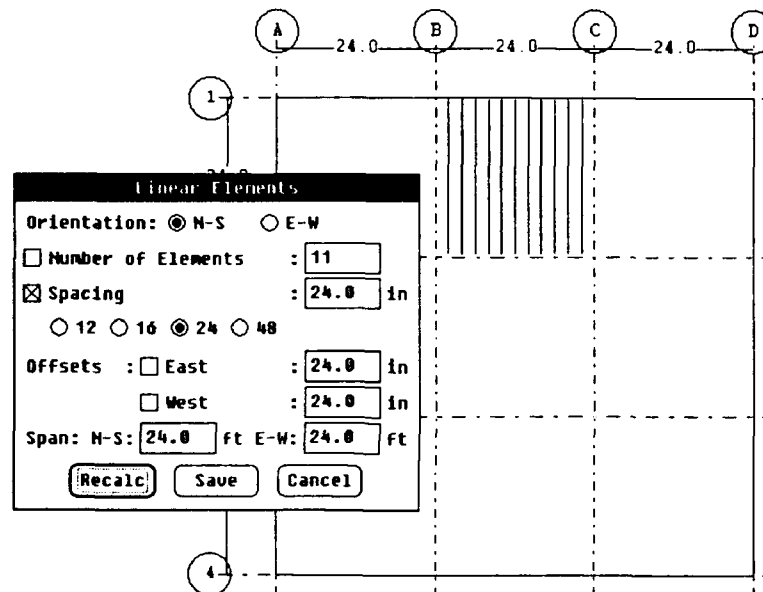 A B C D
24.0 24.0 24.0
1
Linear Elements
Orientation: N-S E-W
Number of Elements : 11
Spacing : 24.0 in
12 16 24 48
Offsets : East : 24.0 in
West : 24.0 in
Span: N-S: 24.0 ft E-W: 24.0 ft
Recalc Save Cancel
4